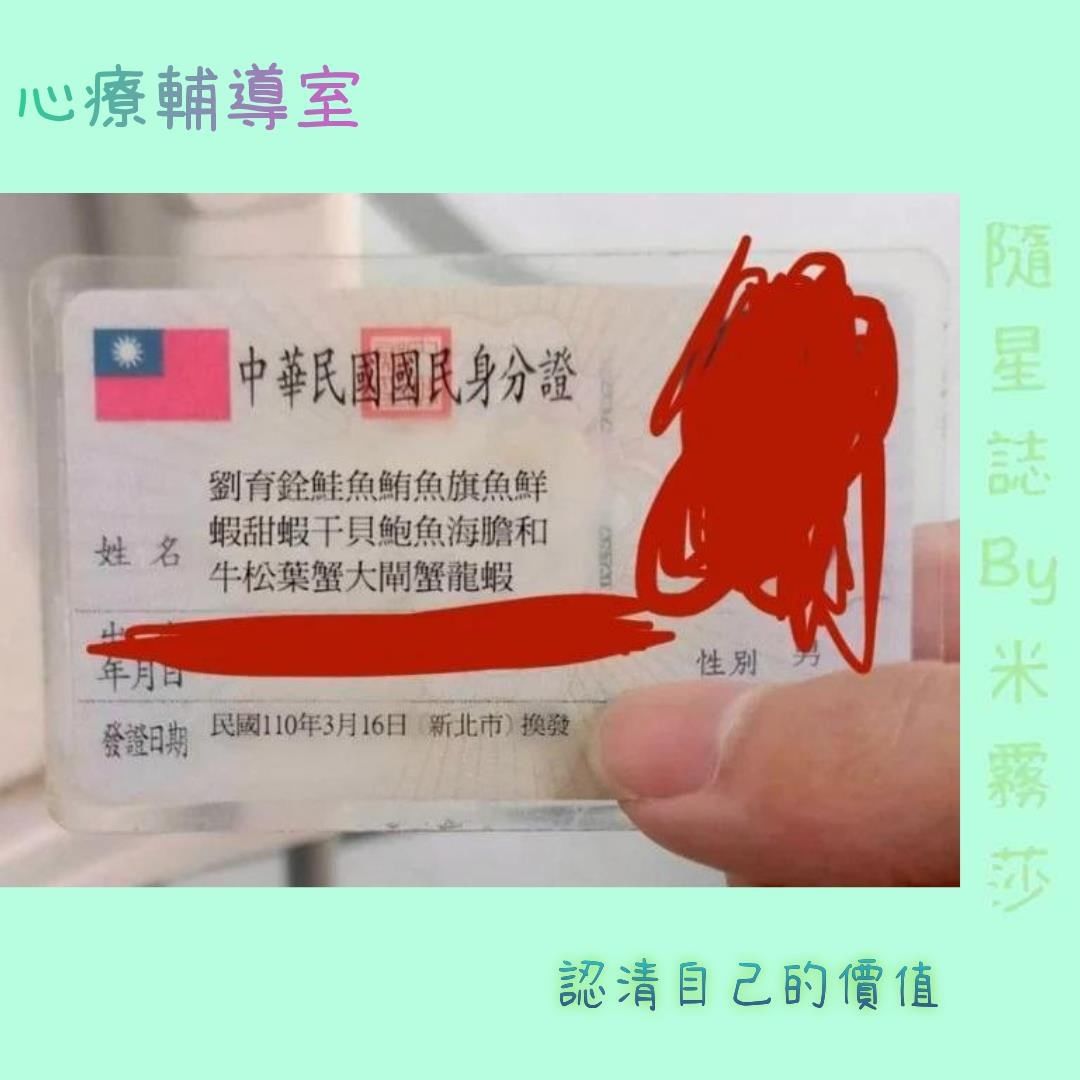 心療輔導室
中華民國國民身分證
姓名
劉育銓鮭魚鮪魚旗魚鮮
蝦甜蝦干貝鮑魚海膽和
牛松葉蟹大閘蟹龍蝦
年月日
性別 男
發證日期
民國110年3月16日（新北市）換發
隨星誌By米霧莎
認清自己的價值